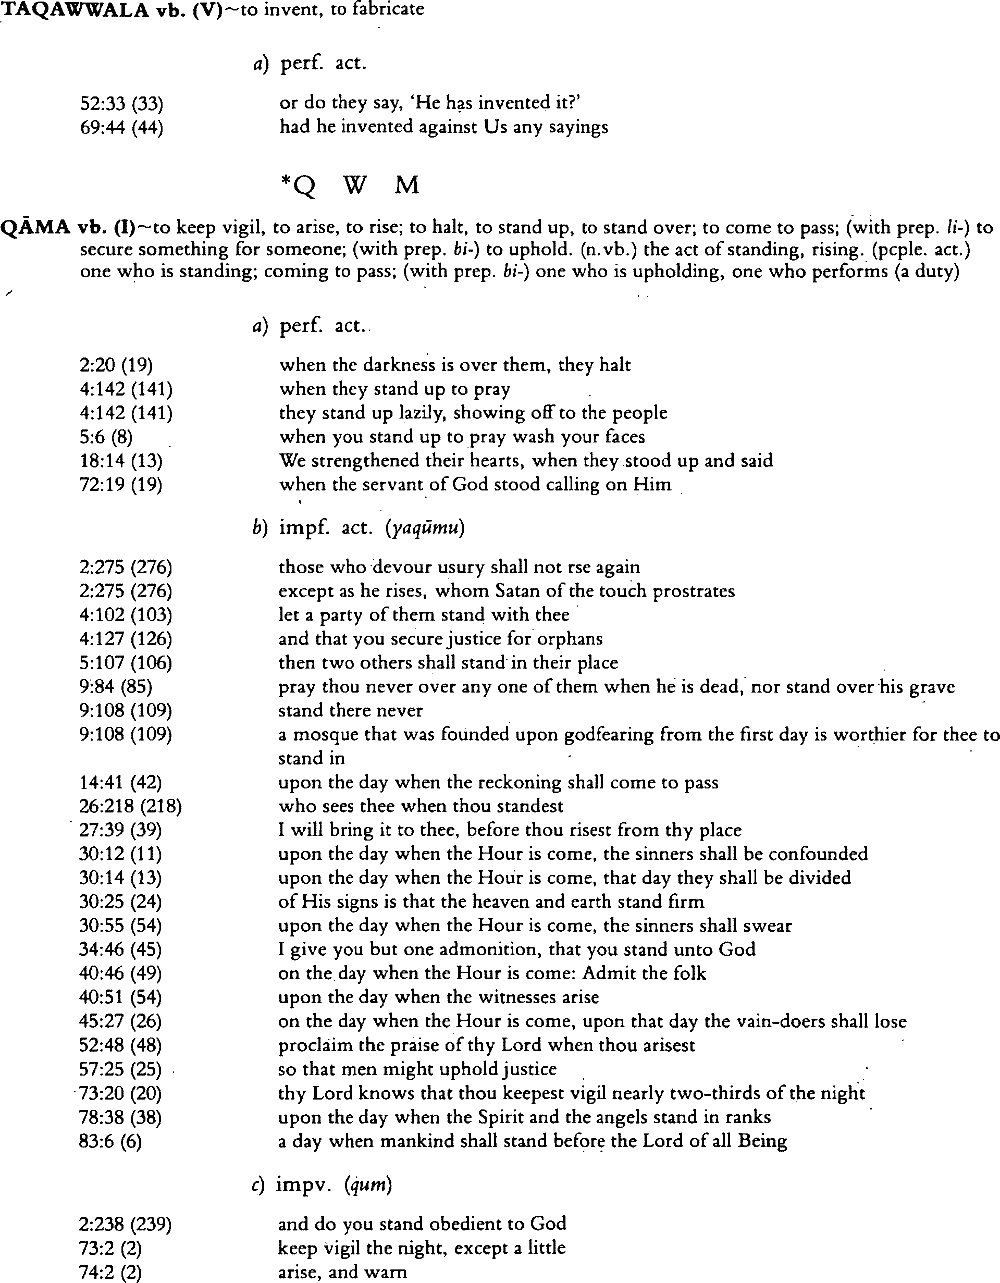 TAQAWWALA vb. (V)~to invent, to fabricate
a) perf. act.
52:33 (33) or do they say, 'He has invented it?'
69:44 (44) had he invented against Us any sayings
*Q W M
QĀMA vb. (I)~to keep vigil, to arise, to rise; to halt, to stand up, to stand over; to come to pass; (with prep. li-) to
secure something for someone; (with prep. bi-) to uphold. (n.vb.) the act of standing, rising. (pcple. act.)
one who is standing; coming to pass; (with prep. bi-) one who is upholding, one who performs (a duty)
a) perf. act.
2:20 (19) when the darkness is over them, they halt
4:142 (141) when they stand up to pray
4:142 (141) they stand up lazily, showing off to the people
5:6 (8) when you stand up to pray wash your faces
18:14 (13) We strengthened their hearts, when they stood up and said
72:19 (19) when the servant of God stood calling on Him
b) impf. act. (yaqūmu)
2:275 (276) those who devour usury shall not rse again
2:275 (276) except as he rises, whom Satan of the touch prostrates
4:102 (103) let a party of them stand with thee
4:127 (126) and that you secure justice for orphans
5:107 (106) then two others shall stand in their place
9:84 (85) pray thou never over any one of them when he is dead, nor stand over his grave
9:108 (109) stand there never
9:108 (109) a mosque that was founded upon godfearing from the first day is worthier for thee to
stand in
14:41 (42) upon the day when the reckoning shall come to pass
26:218 (218) who sees thee when thou standest
27:39 (39) I will bring it to thee, before thou risest from thy place
30:12 (11) upon the day when the Hour is come, the sinners shall be confounded
30:14 (13) upon the day when the Hour is come, that day they shall be divided
30:25 (24) of His signs is that the heaven and earth stand firm
30:55 (54) upon the day when the Hour is come, the sinners shall swear
34:46 (45) I give you but one admonition, that you stand unto God
40:46 (49) on the day when the Hour is come: Admit the folk
40:51 (54) upon the day when the witnesses arise
45:27 (26) on the day when the Hour is come, upon that day the vain-doers shall lose
52:48 (48) proclaim the praise of thy Lord when thou arisest
57:25 (25) so that men might uphold justice
73:20 (20) thy Lord knows that thou keepest vigil nearly two-thirds of the night
78:38 (38) upon the day when the Spirit and the angels stand in ranks
83:6 (6) a day when mankind shall stand before the Lord of all Being
c) impv. (qum)
2:238 (239) and do you stand obedient to God
73:2 (2) keep vigil the night, except a little
74:2 (2) arise, and warn